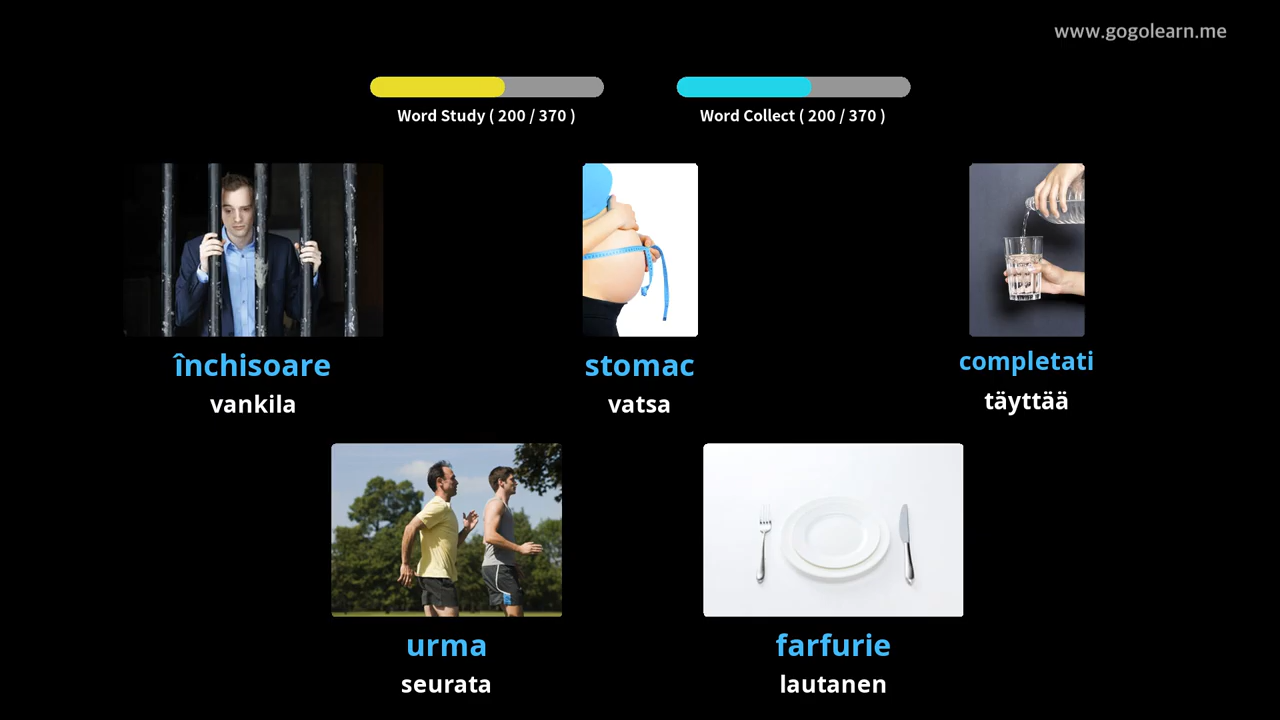 www.gogolearn.me
Word Study ( 200 / 370 )
Word Collect ( 200 / 370 )
închisoare
vankila
stomac
vatsa
completati
täyttää
urma
seurata
farfurie
lautanen